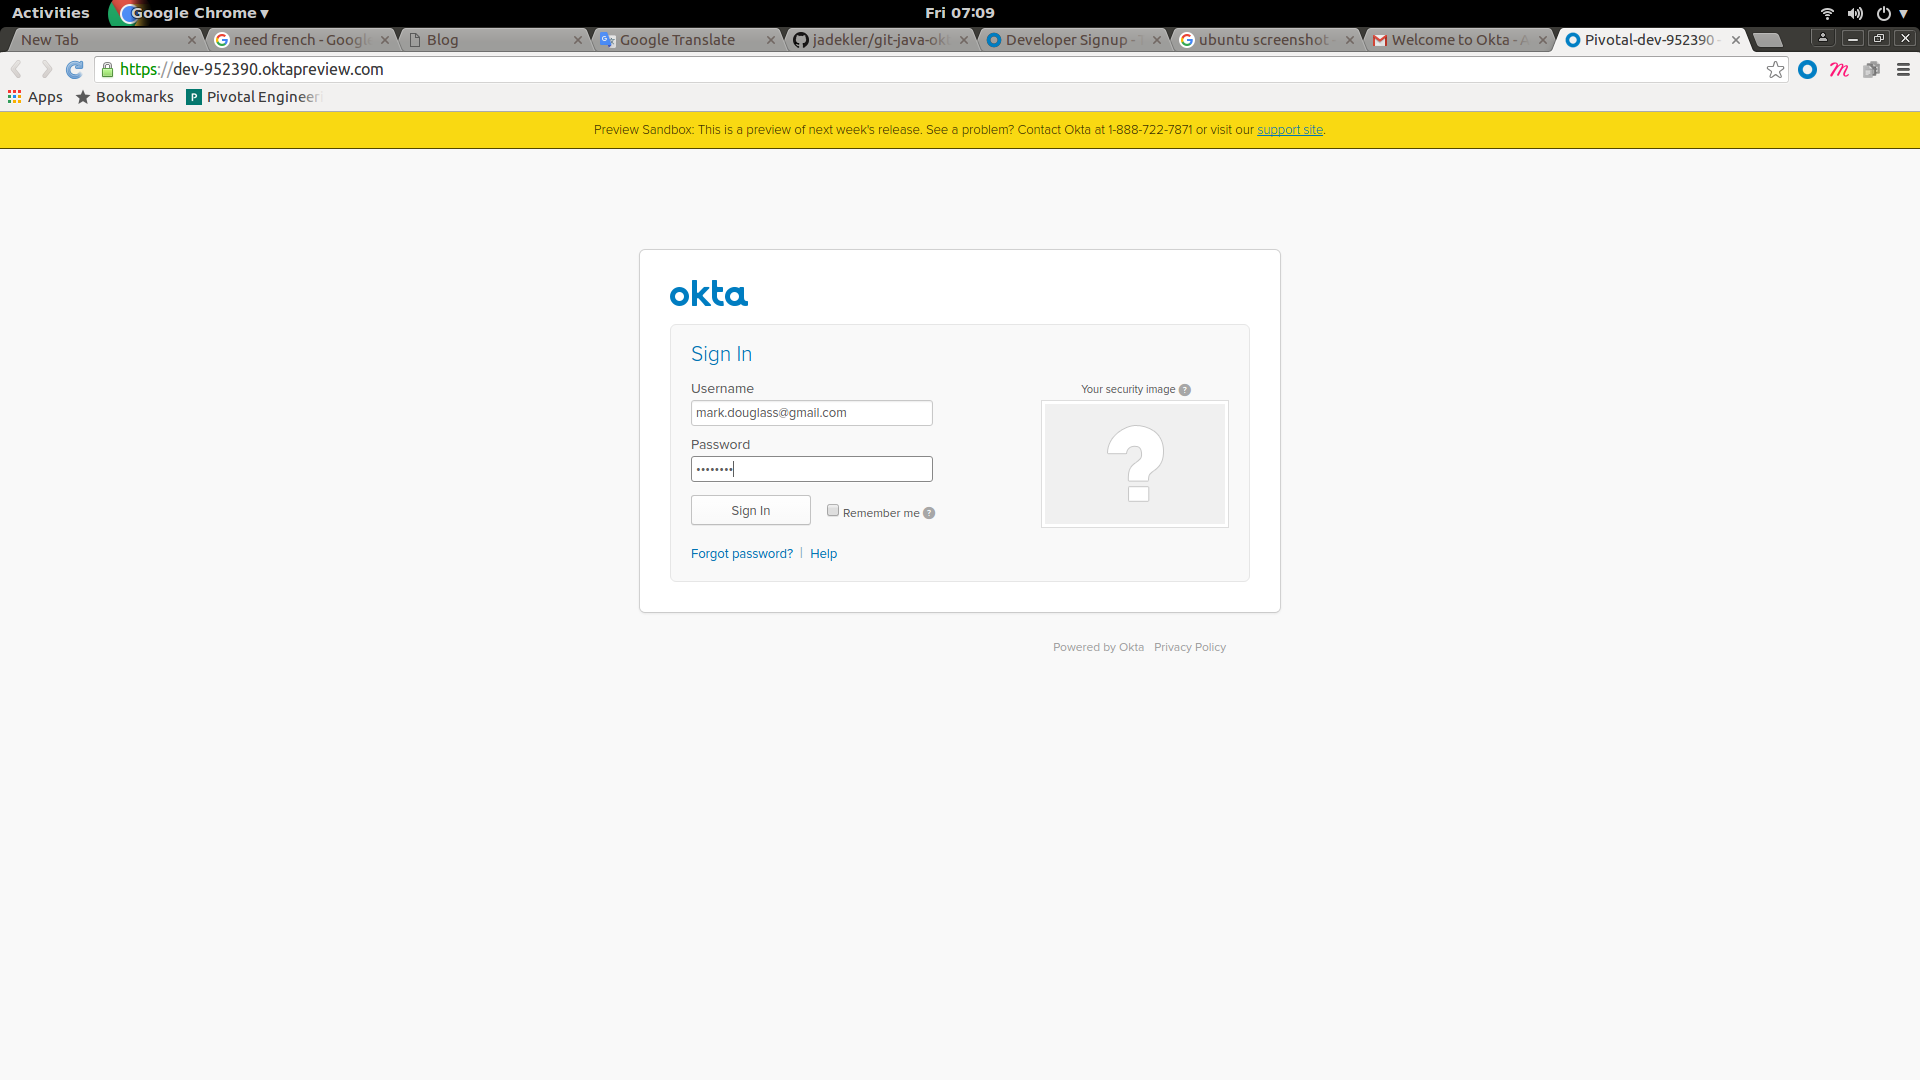 Activities Google Chrome ▾ Fri 07:09
New Tab need french - Googl Blog Google Translate jadekler/git-java-okt Developer Signup - ubuntu screenshot - Welcome to Okta - A Pivotal-dev-952390 -
https://dev-952390.oktapreview.com
Apps Bookmarks Pivotal Engineeri
Preview Sandbox: This is a preview of next week's release. See a problem? Contact Okta at 1-888-722-7871 or visit our support site.
okta
Sign In
Username
Your security image ?
mark.douglass@gmail.com
Password
••••••••
Sign In Remember me ?
Forgot password? | Help
Powered by Okta Privacy Policy